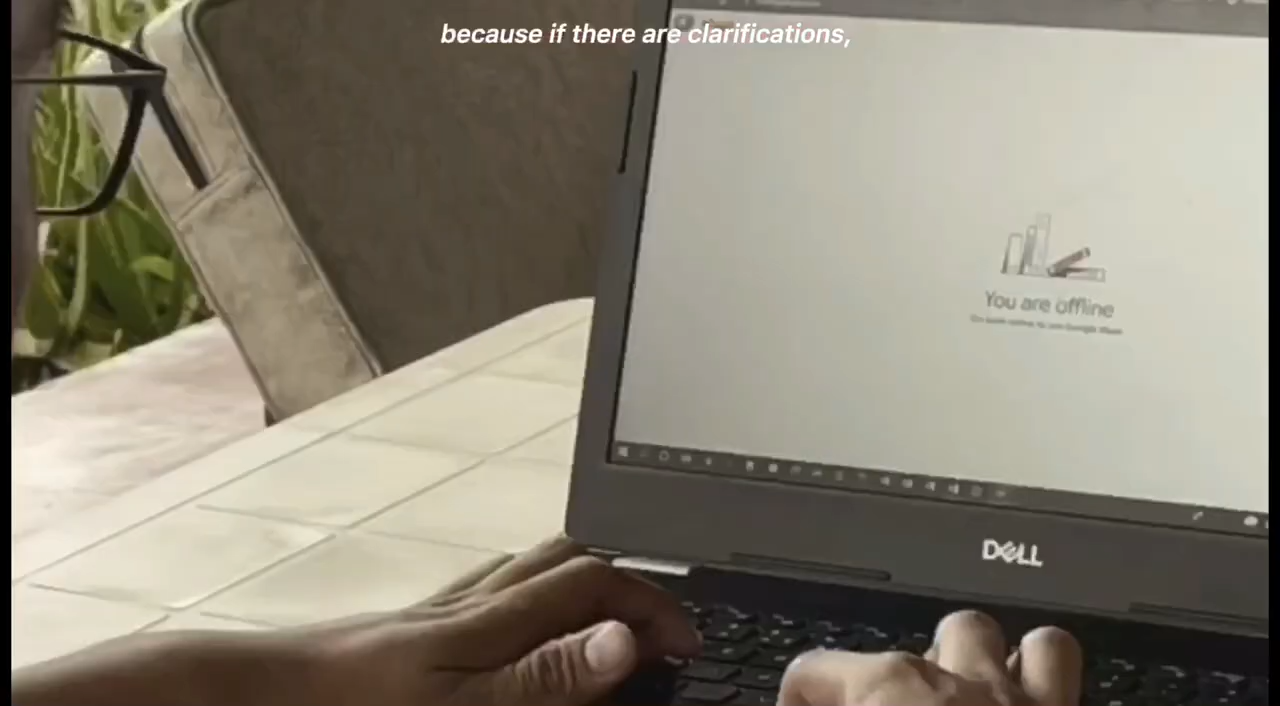 because if there are clarifications,
You are offline
DELL